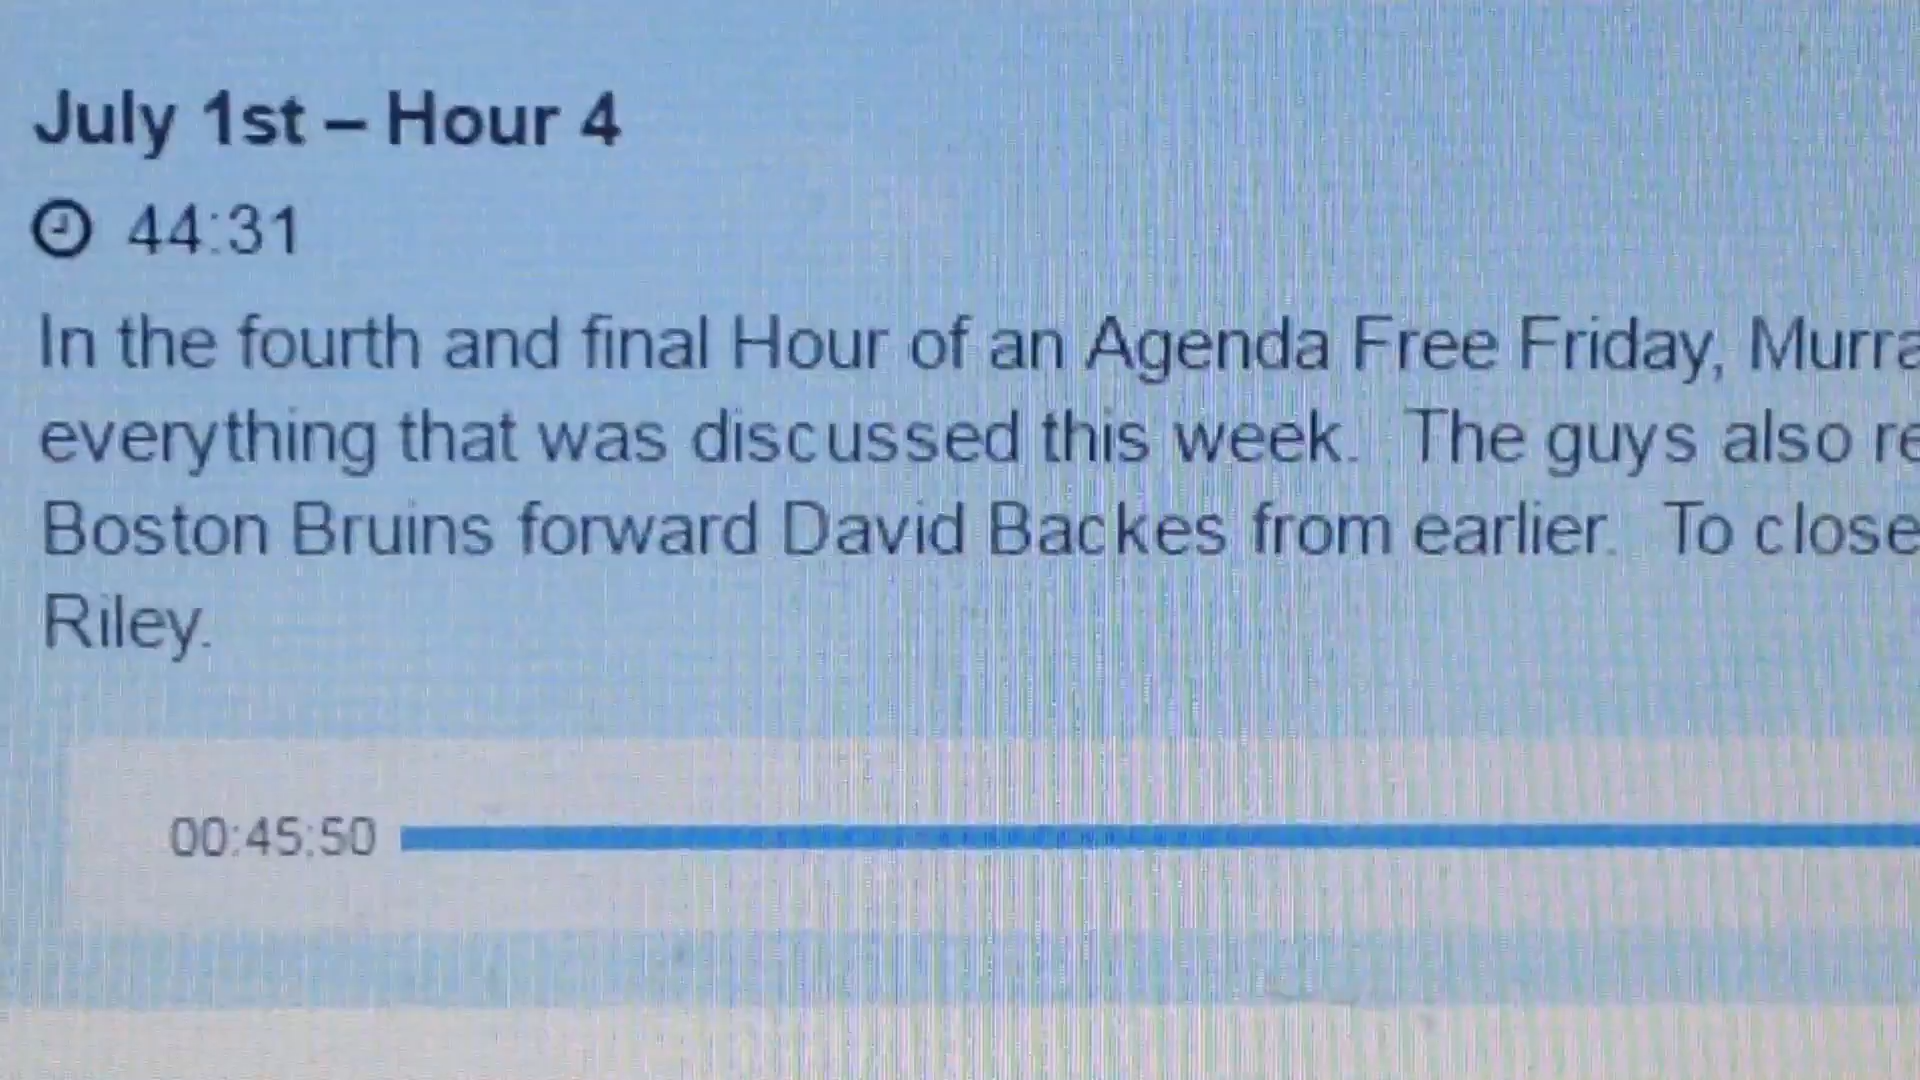 July 1st – Hour 4
44:31
In the fourth and final Hour of an Agenda Free Friday,
everything that was discussed this week. The guys also
Boston Bruins forward David Backes from earlier. To close
Riley.
00:45:50